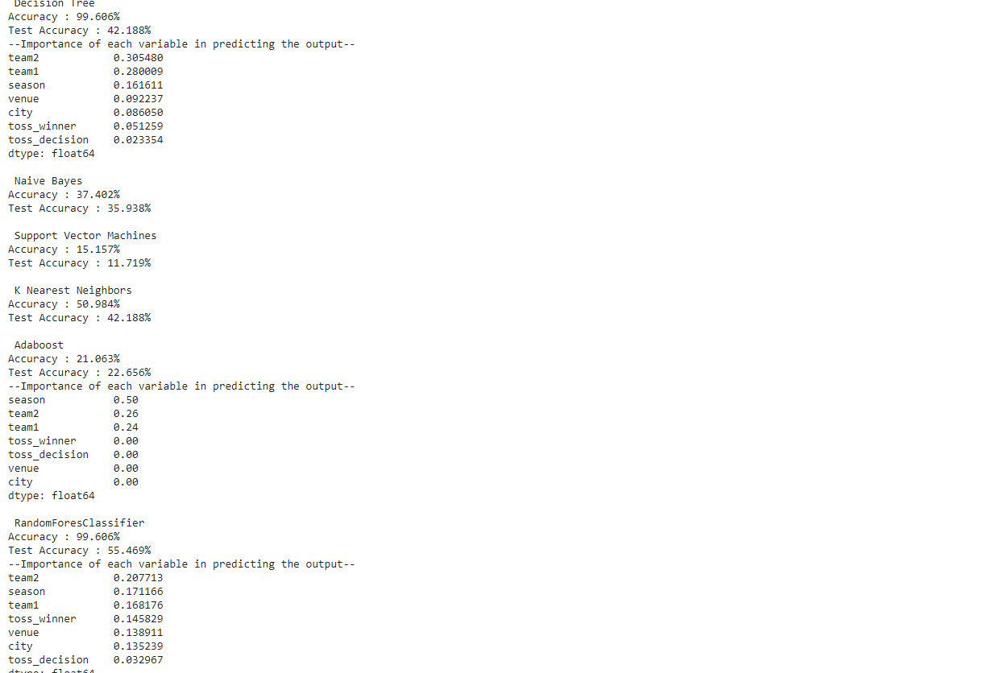 Decision Tree
Accuracy : 99.606%
Test Accuracy : 42.188%
--Importance of each variable in predicting the output--
team2 0.305480
team1 0.280009
season 0.161611
venue 0.092237
city 0.086050
toss_winner 0.051259
toss_decision 0.023354
dtype: float64
Naive Bayes
Accuracy : 37.402%
Test Accuracy : 35.938%
Support Vector Machines
Accuracy : 15.157%
Test Accuracy : 11.719%
K Nearest Neighbors
Accuracy : 50.984%
Test Accuracy : 42.188%
Adaboost
Accuracy : 21.063%
Test Accuracy : 22.656%
--Importance of each variable in predicting the output--
season 0.50
team2 0.26
team1 0.24
toss_winner 0.00
toss_decision 0.00
venue 0.00
city 0.00
dtype: float64
RandomForesClassifier
Accuracy : 99.606%
Test Accuracy : 55.469%
--Importance of each variable in predicting the output--
team2 0.207713
season 0.171166
team1 0.168176
toss_winner 0.145829
venue 0.138911
city 0.135239
toss_decision 0.032967
dtype: float64